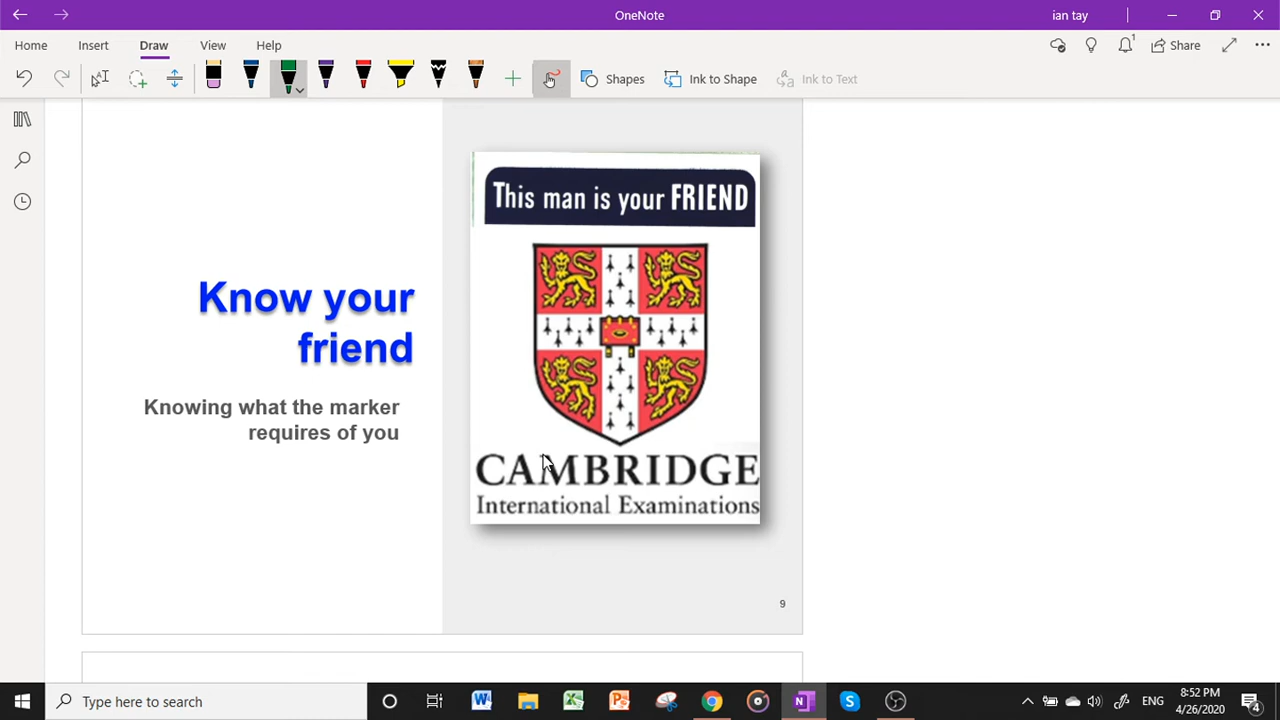 OneNote
ian tay
Home
Insert
Draw
View
Help
Share
Shapes
Ink to Shape
Ink to Text
This man is your FRIEND
Know your
friend
Knowing what the marker
requires of you
CAMBRIDGE
International Examinations
9
Type here to search
ENG
8:52 PM
4/26/2020
4